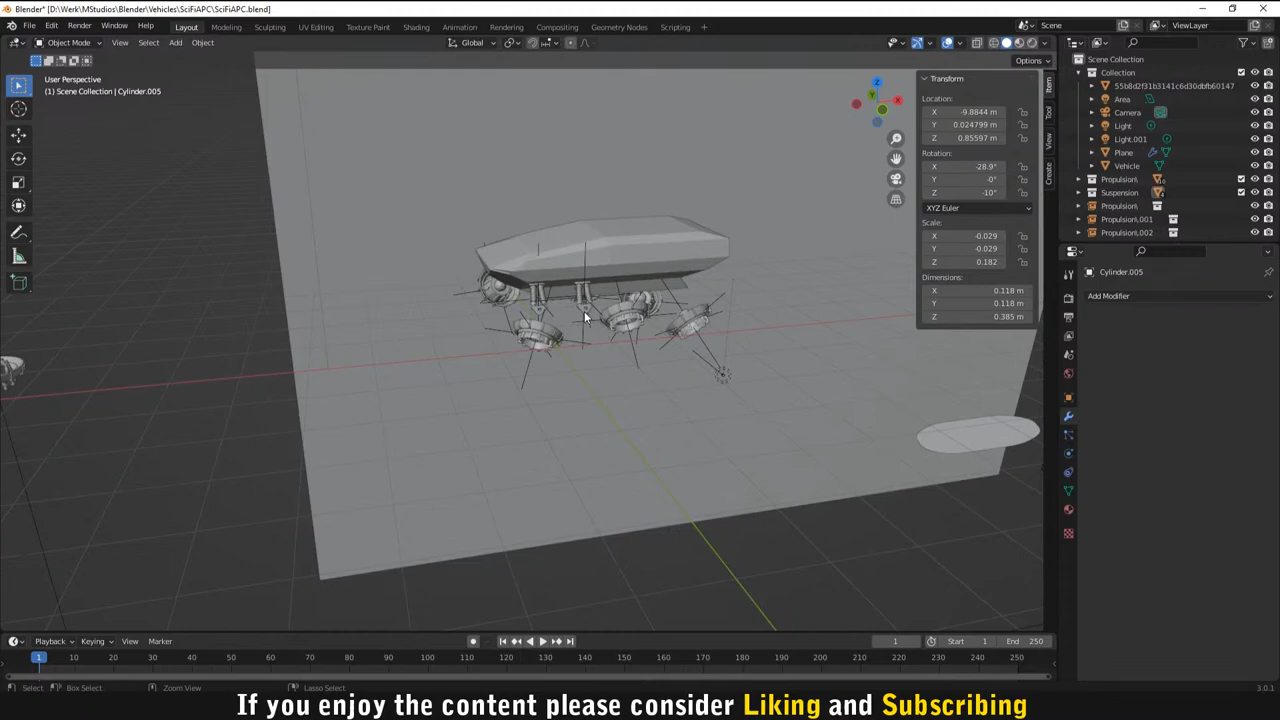 Blender* [D:\Werk\MStudios\Blender\Vehicles\SciFiAPC\SciFiAPC.blend]
File Edit Render Window Help Layout Modeling Sculpting UV Editing Texture Paint Shading Animation Rendering Compositing Geometry Nodes Scripting Scene ViewLayer
Object Mode View Select Add Object Global
Options
User Perspective
(1) Scene Collection | Cylinder.005
Z
Y
X
Transform
Location:
X -9.8844 m
Y 0.024799 m
Z 0.85597 m
Rotation:
X -28.9°
Y -0°
Z -10°
XYZ Euler
Scale:
X -0.029
Y -0.029
Z 0.182
Dimensions:
X 0.118 m
Y 0.118 m
Z 0.385 m
Item
Tool
View
Create
Scene Collection
Collection
55b8d2f31b3141c6d30dbfb60147
Area
Camera
Light
Light.001
Plane
Vehicle
Propulsion
Suspension
Propulsion
Propulsion.001
Propulsion.002
Cylinder.005
Add Modifier
Playback Keying View Marker 1 Start 1 End 250
1 10 20 30 40 50 60 70 80 90 100 110 120 130 140 150 160 170 180 190 200 210 220 230 240 250
Select Box Select Zoom View Lasso Select 3.0.1
If you enjoy the content please consider Liking and Subscribing